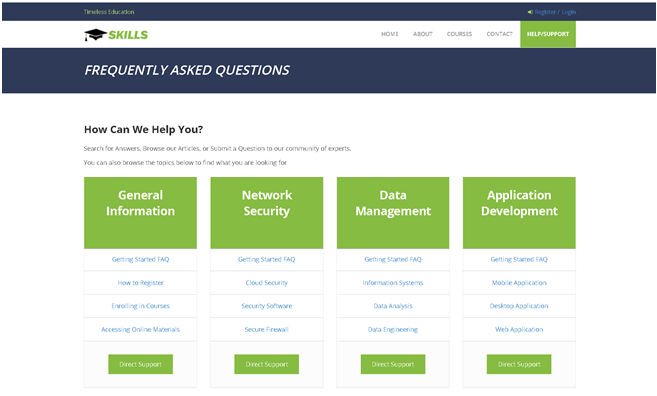 Timeless Education
Register / Login
SKILLS
HOME ABOUT COURSES CONTACT HELP/SUPPORT
FREQUENTLY ASKED QUESTIONS
How Can We Help You?
Search for Answers, Browse our Articles, or Submit a Question to our community of experts.
You can also browse the topics below to find what you are looking for
General
Information
Getting Started FAQ
How to Register
Enrolling in Courses
Accessing Online Materials
Direct Support
Network
Security
Getting Started FAQ
Cloud Security
Security Software
Secure Firewall
Direct Support
Data
Management
Getting Started FAQ
Information Systems
Data Analysis
Data Engineering
Direct Support
Application
Development
Getting Started FAQ
Mobile Application
Desktop Application
Web Application
Direct Support